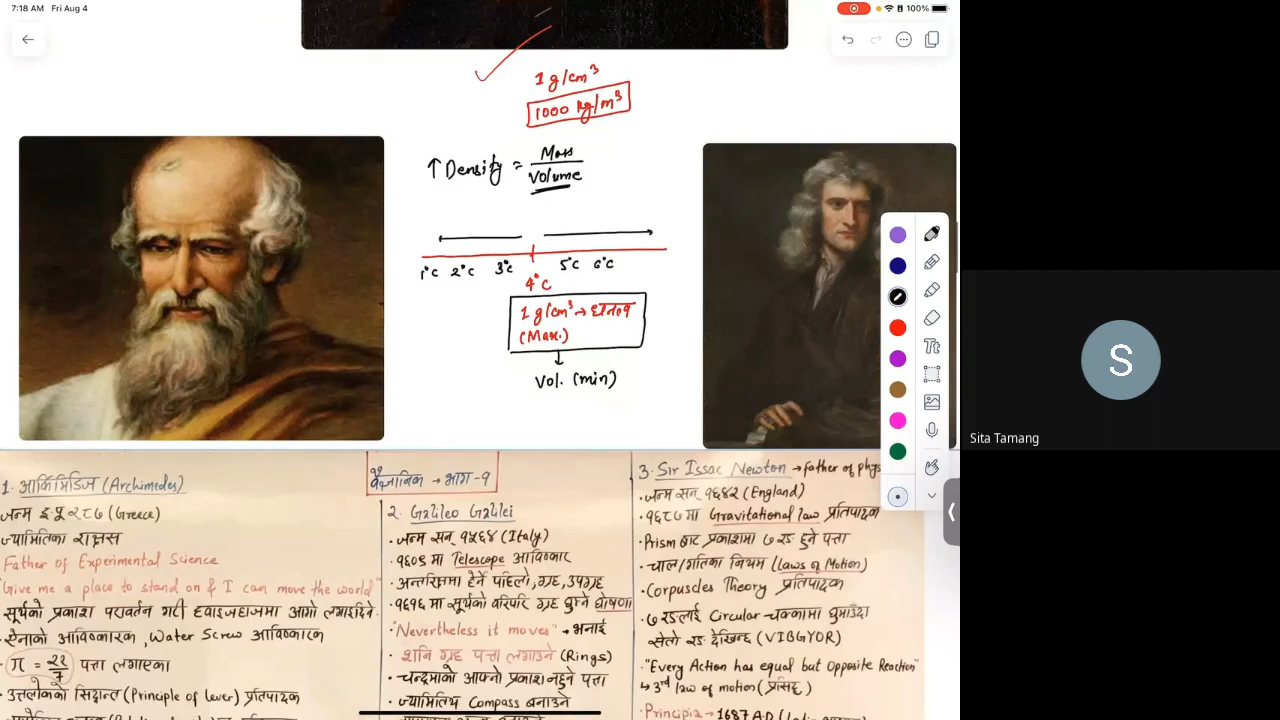 7:18 AM Fri Aug 4
100%
1 g/cm³
1000 kg/m³
↑ Density = Mass / Volume
1°C 2°C 3°C 5°C 6°C
4°C
1 g/cm³ → घनत्व
(Max.)
Vol. (min)
Tt
S
Sita Tamang
वैज्ञानिक → भाग -१
1. आर्किमिडिज (Archimedes)
जन्म इ.पू २८७ (Greece)
ज्यामितिका राक्षस
Father of Experimental Science
"Give me a place to stand on & I can move the world"
सूर्यको प्रकाश परावर्तन गरी हवाइजहाजमा आगो लगाइदिने
ऐनाको आविष्कारक, Water Screw आविष्कारक
π = २२/7 पत्ता लगाएका
उत्तोलोकको सिद्धान्त (Principle of Lever) प्रतिपादक
2. Galileo Galilei
• जन्म सन् १५६४ (Italy)
• १६०९ मा Telescope आविष्कार
• अन्तरिक्षमा हेर्ने पहिलो, ग्रह, उपग्रह
• १६१६ मा सूर्यको वरिपरि ग्रह घुम्ने घोषणा
"Nevertheless it moves" → भनाई
शनि ग्रह पत्ता लगाउने (Rings)
• चन्द्रमाको आफ्नो प्रकाश नहुने पत्ता
• ज्यामितिय Compass बनाउने
3. Sir Issac Newton → Father of phys
• जन्म सन् १६४२ (England)
• १६८७मा Gravitational law प्रतिपादक
• Prism बाट प्रकाशमा ७ रङ हुने पत्ता
• चाल/गतिका नियम (Laws of Motion)
• Corpuscles Theory प्रतिपादक
• ७ रङलाई Circular चक्कामा घुमाउँदा
सेतो रङ देखिन्छ (VIBGYOR)
• "Every Action has equal but Opposite Reaction"
↳ 3rd law of motion (प्रसिद्ध)
• Principia → 1687 A.D